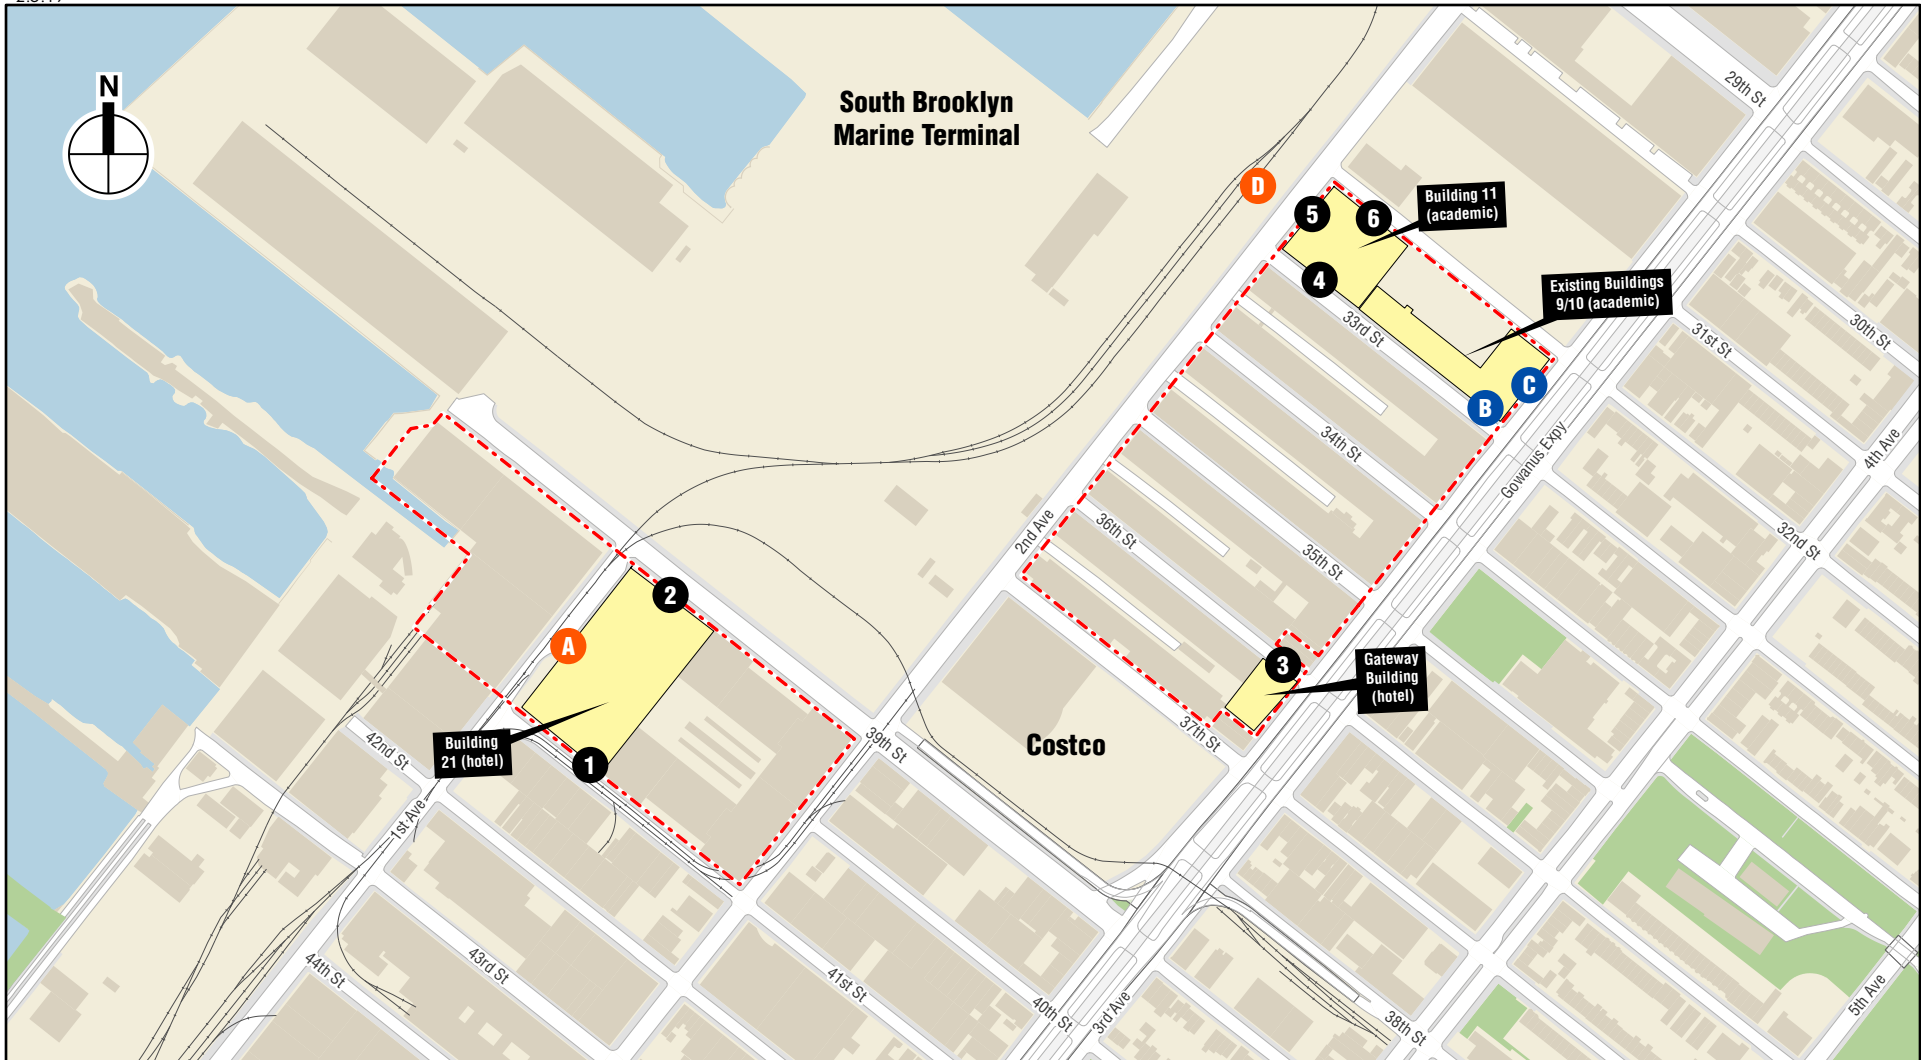 N
South Brooklyn
Marine Terminal
29th St
D
5
6
Building 11
(academic)
4
Existing Buildings
9/10 (academic)
33rd St
31st St
30th St
C
B
34th St
Gowanus Expy
4th Ave
2nd Ave
36th St
35th St
32nd St
2
A
3
Gateway
Building
(hotel)
37th St
Costco
39th St
42nd St
Building
21 (hotel)
1
1st Ave
43rd St
44th St
41st St
40th St
3rd Ave
38th St
5th Ave